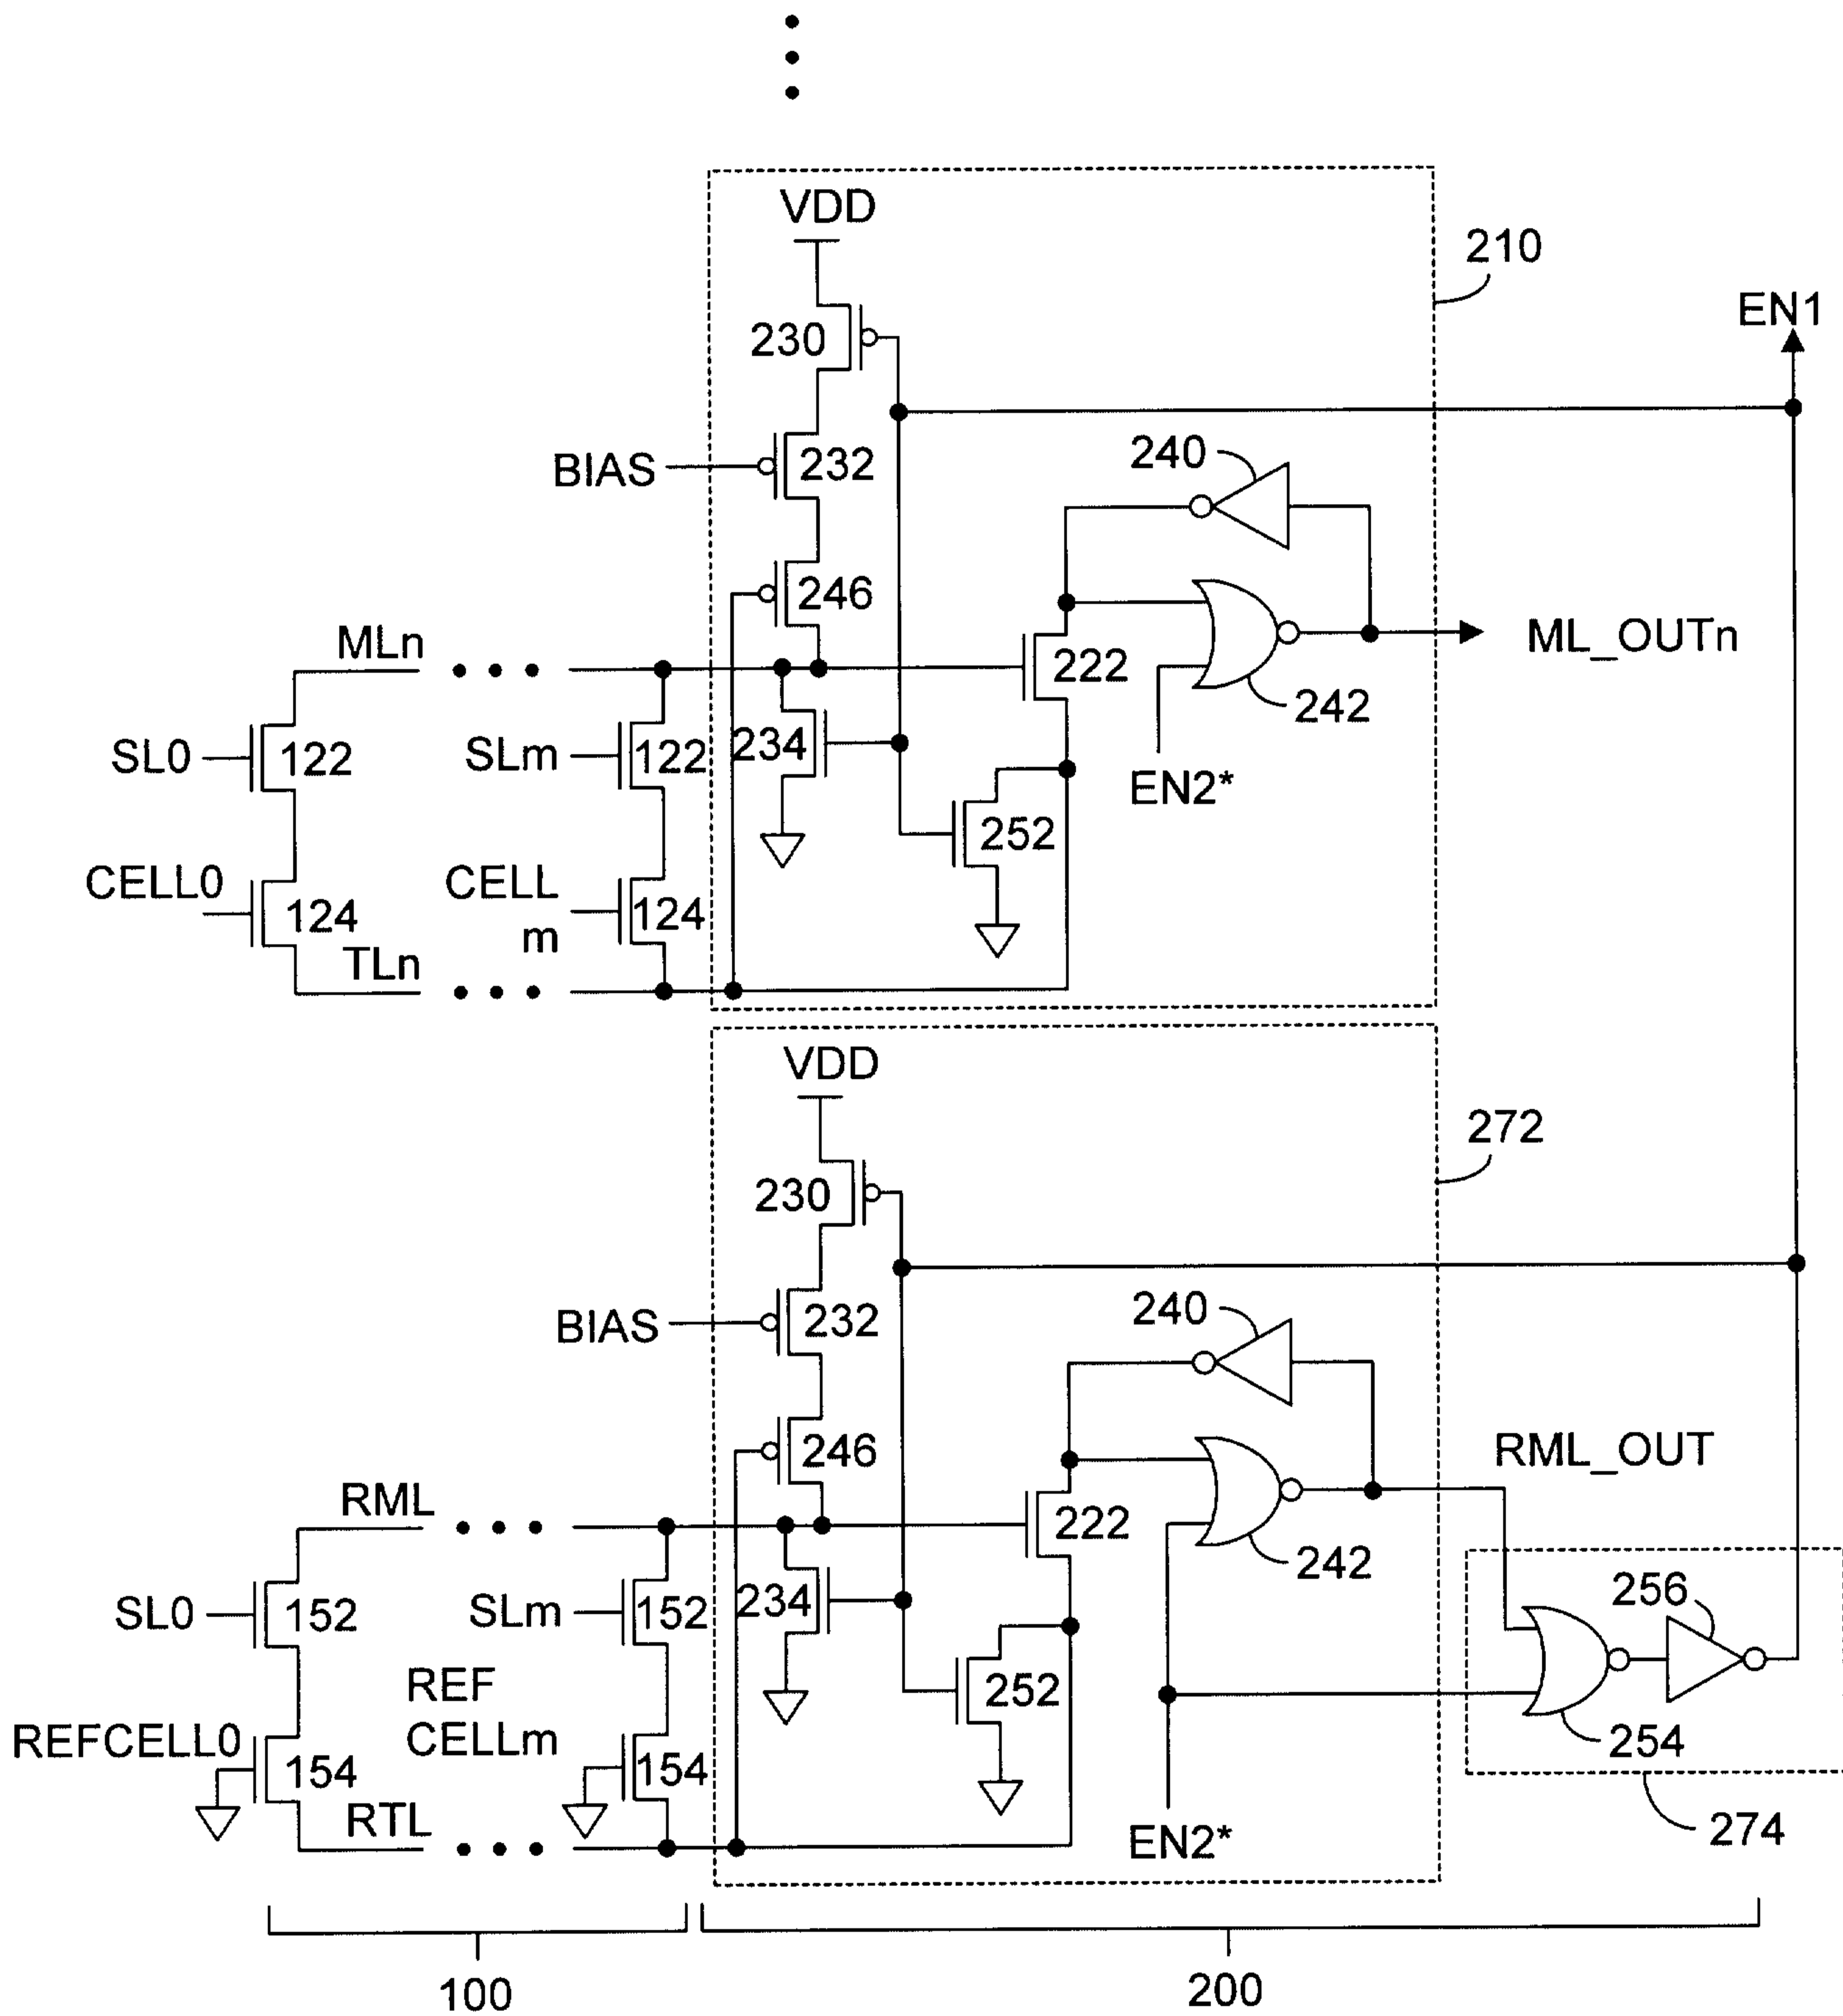 VDD
210
EN1
230
240
BIAS
232
246
MLn
ML_OUTn
222
242
SL0
122
SLm
122
234
EN2*
252
CELL0
124
CELL
m
124
TLn
VDD
272
230
240
BIAS
232
246
RML_OUT
RML
222
242
SL0
152
SLm
152
234
256
REF
CELLm
252
REFCELL0
154
154
254
RTL
EN2*
274
100
200